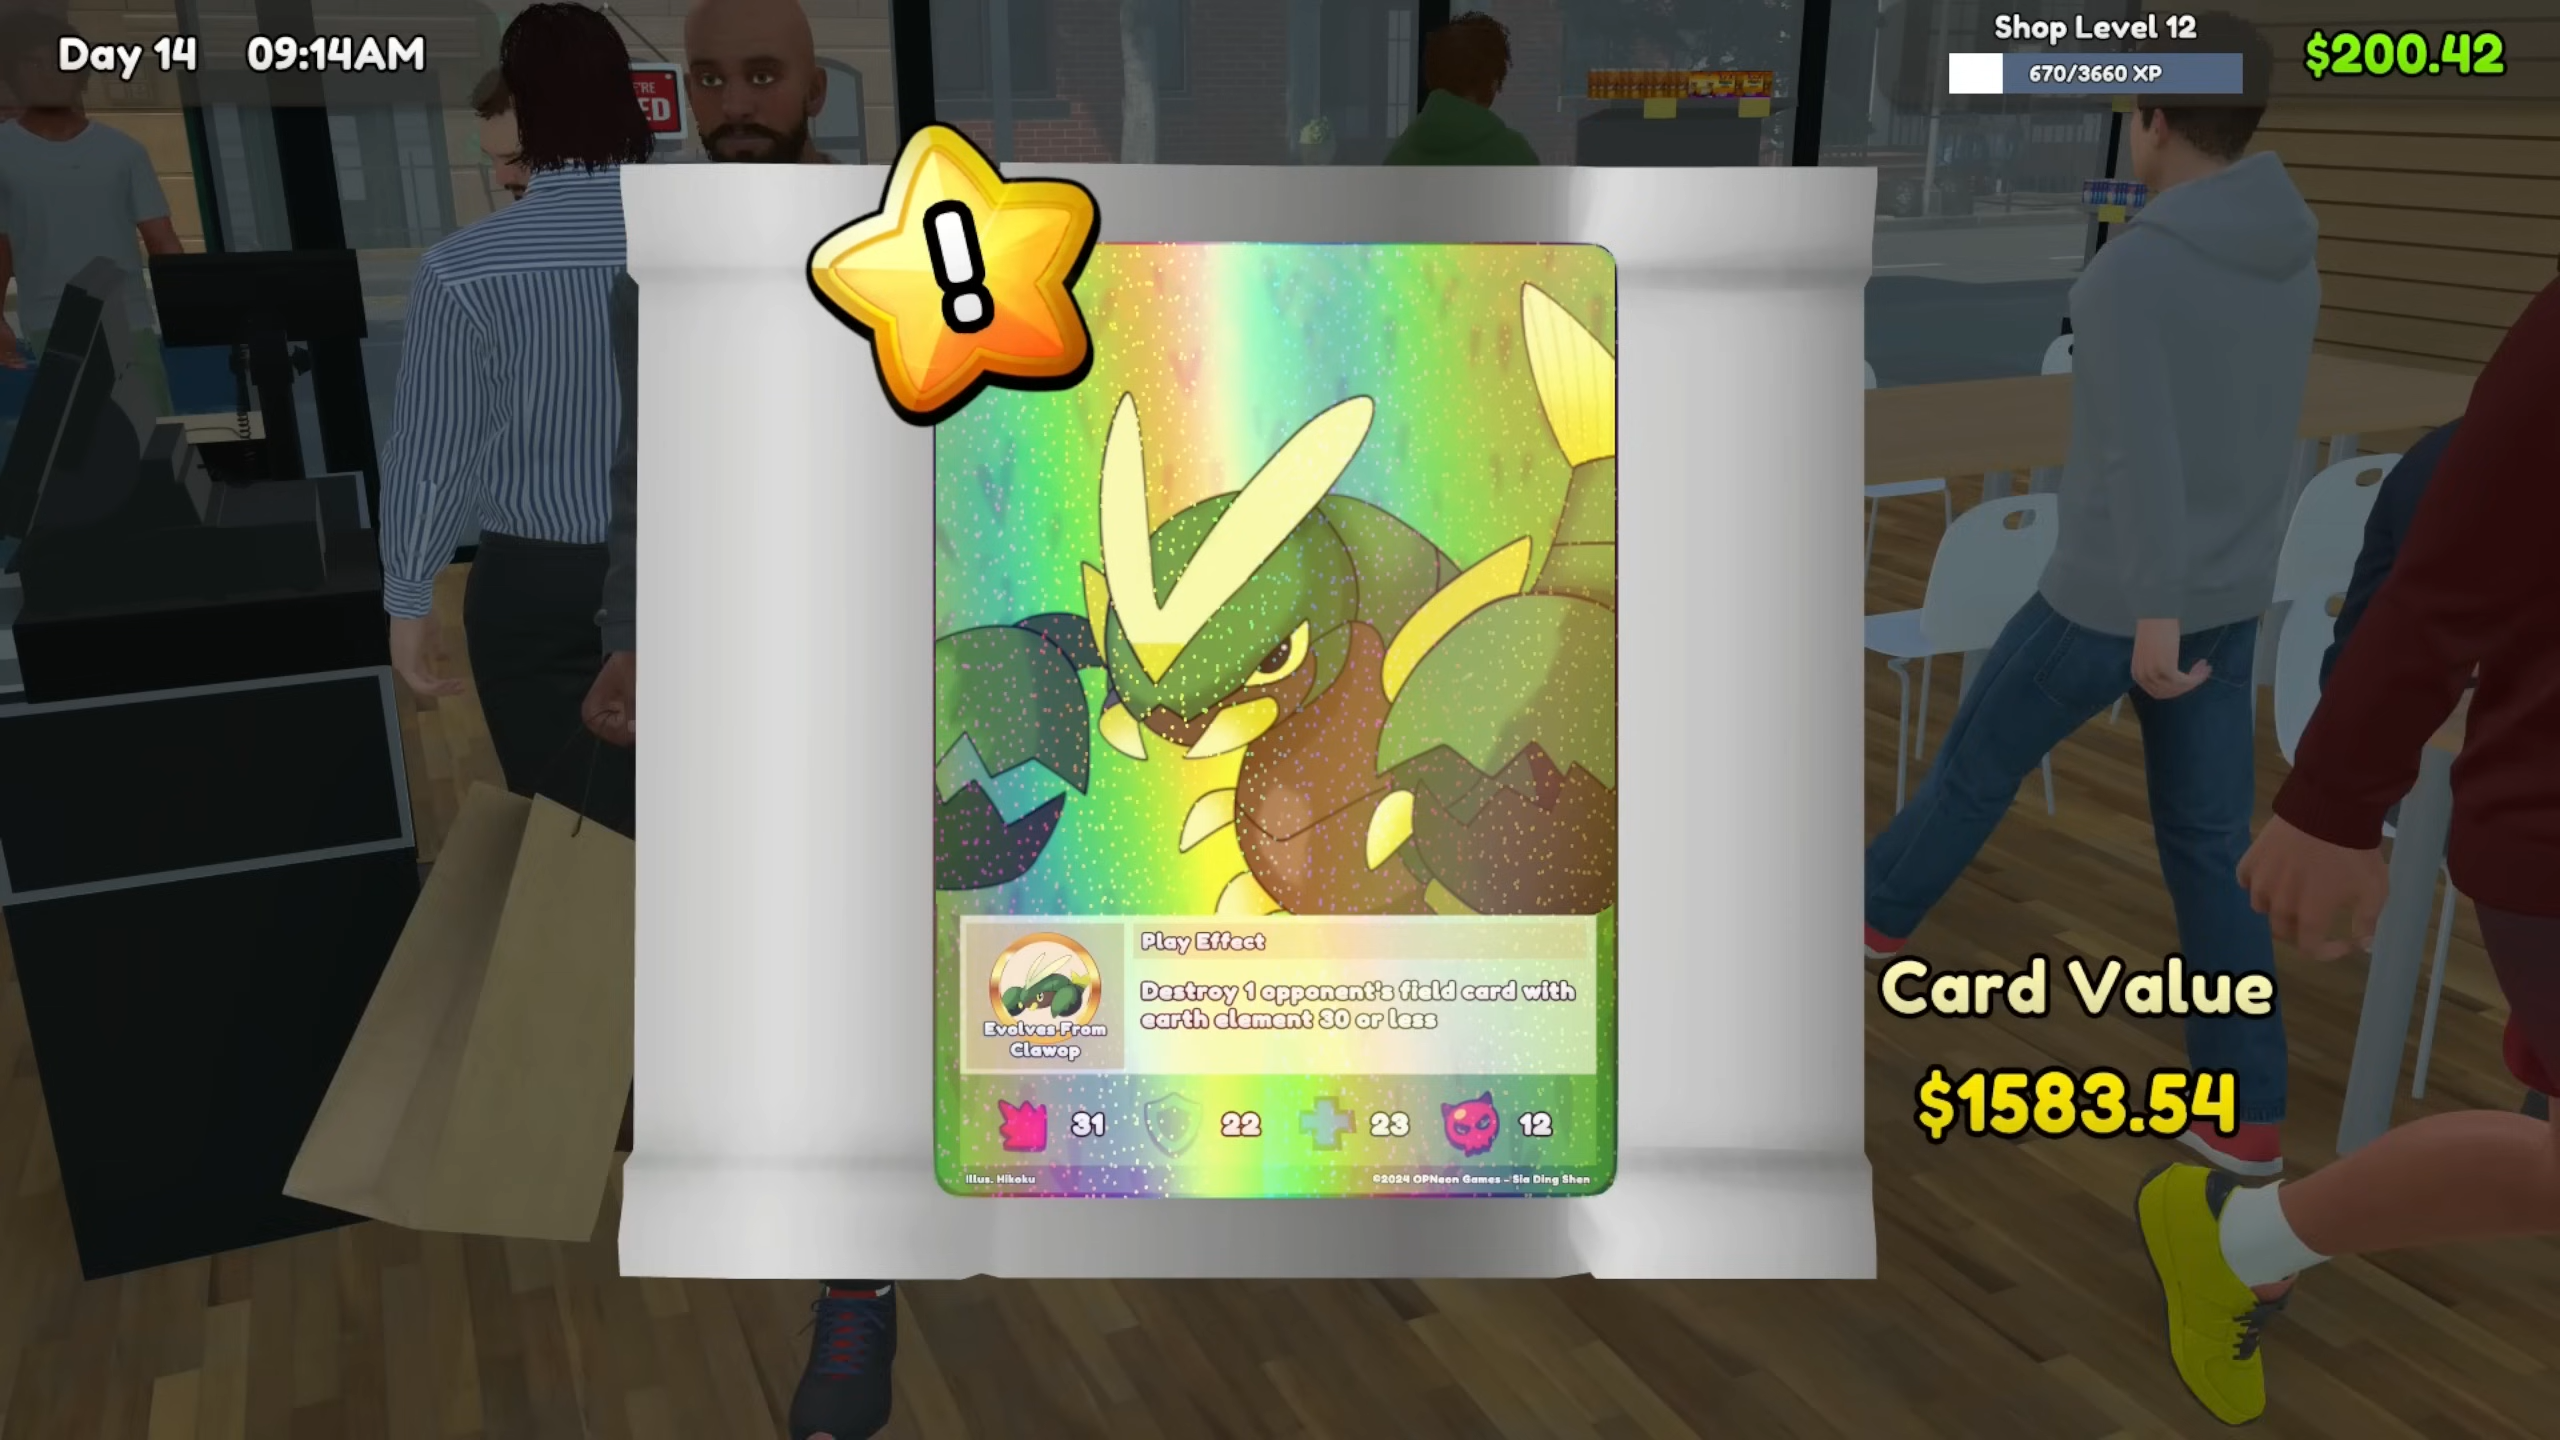 Day 14
09:14AM
Shop Level 12
670/3660 XP
$200.42
Play Effect
Destroy 1 opponent's field card with
earth element 30 or less
Evolves From
Clawop
31
22
23
12
Illus. Hikoku
©2024 OPNeon Games - Sia Ding Shen
Card Value
$1583.54